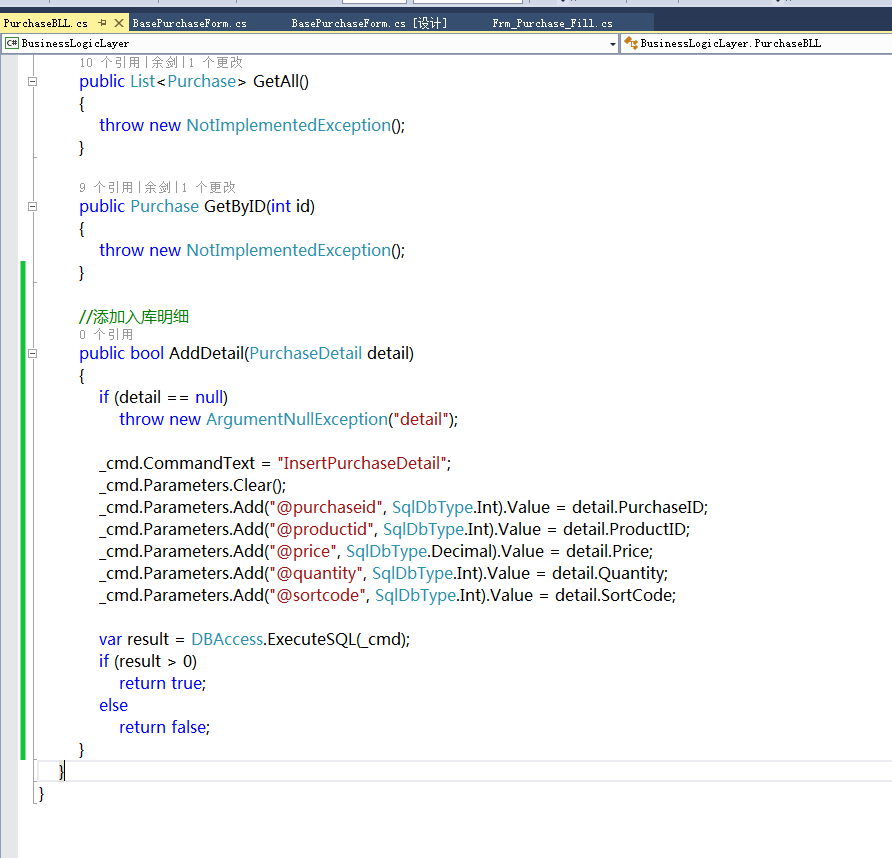 PurchaseBLL.cs BasePurchaseForm.cs BasePurchaseForm.cs [设计] Frm_Purchase_Fill.cs
C# BusinessLogicLayer BusinessLogicLayer.PurchaseBLL
10 个引用|余剑|1 个更改
public List<Purchase> GetAll()
{
throw new NotImplementedException();
}
9 个引用|余剑|1 个更改
public Purchase GetByID(int id)
{
throw new NotImplementedException();
}
//添加入库明细
0 个引用
public bool AddDetail(PurchaseDetail detail)
{
if (detail == null)
throw new ArgumentNullException("detail");
_cmd.CommandText = "InsertPurchaseDetail";
_cmd.Parameters.Clear();
_cmd.Parameters.Add("@purchaseid", SqlDbType.Int).Value = detail.PurchaseID;
_cmd.Parameters.Add("@productid", SqlDbType.Int).Value = detail.ProductID;
_cmd.Parameters.Add("@price", SqlDbType.Decimal).Value = detail.Price;
_cmd.Parameters.Add("@quantity", SqlDbType.Int).Value = detail.Quantity;
_cmd.Parameters.Add("@sortcode", SqlDbType.Int).Value = detail.SortCode;
var result = DBAccess.ExecuteSQL(_cmd);
if (result > 0)
return true;
else
return false;
}
}
}